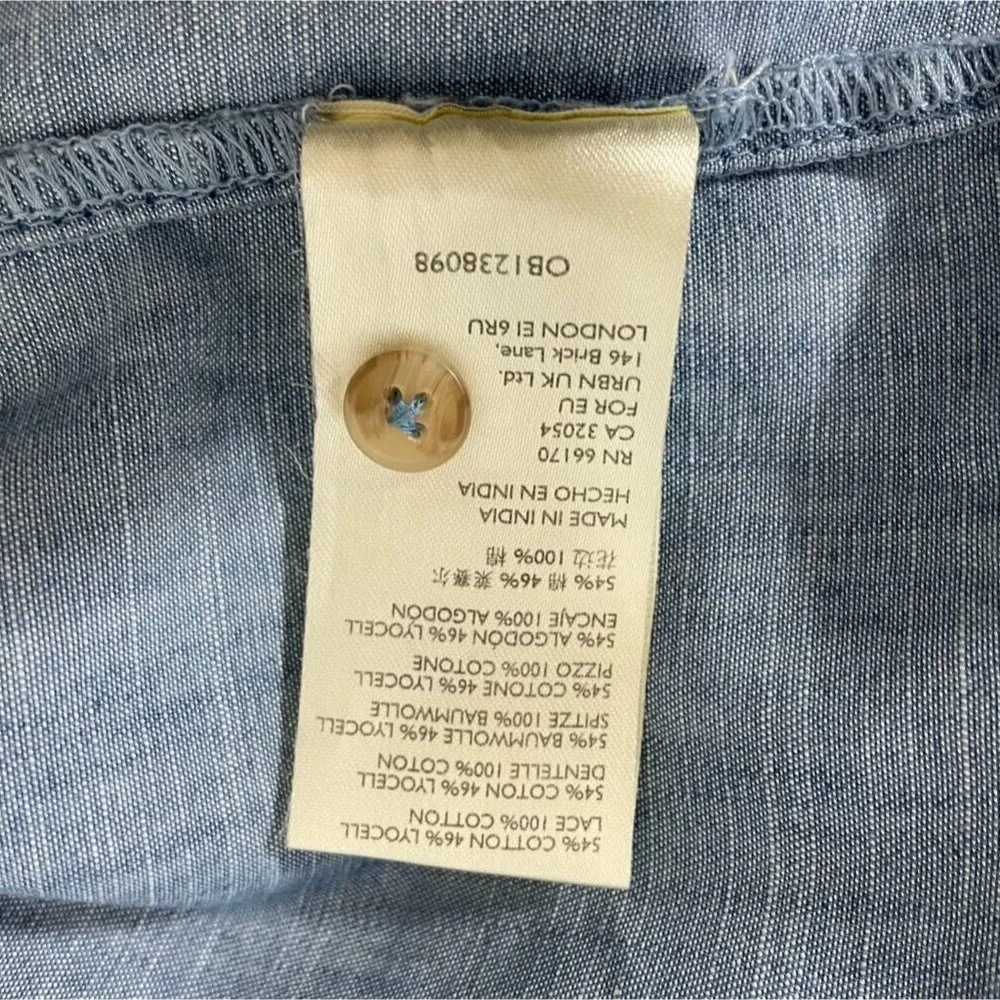 54% COTTON 46% LYOCELL
LACE 100% COTTON
54% COTON 46% LYOCELL
DENTELLE 100% COTON
54% BAUMWOLLE 46% LYOCELL
SPITZE 100% BAUMWOLLE
54% COTONE 46% LYOCELL
PIZZO 100% COTONE
54% ALGODÓN 46% LYOCELL
ENCAJE 100% ALGODÓN
54% 棉 46% 莱赛尔
花边 100% 棉
MADE IN INDIA
HECHO EN INDIA
RN 66170
CA 32054
FOR EU
URBN UK Ltd.
146 Brick Lane,
LONDON EI 6RU
OB1238098